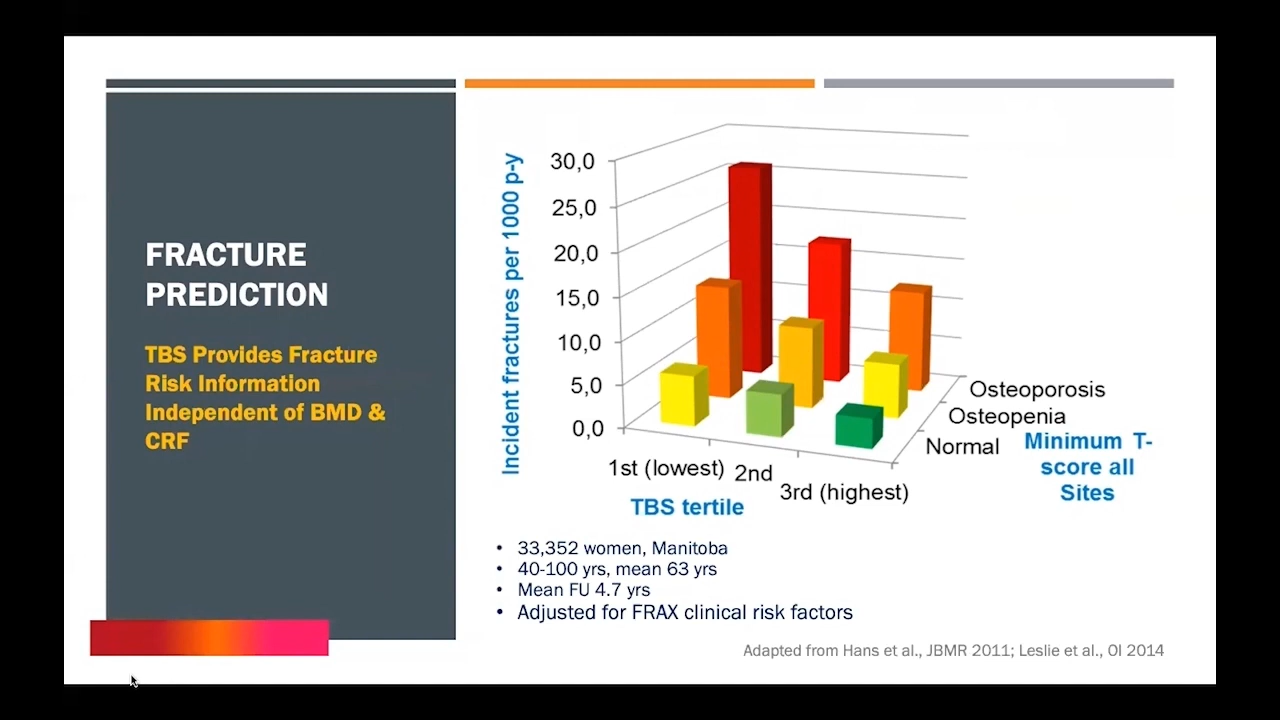 FRACTURE
PREDICTION
TBS Provides Fracture
Risk Information
Independent of BMD &
CRF
Incident fractures per 1000 p-y
30,0
25,0
20,0
15,0
10,0
5,0
0,0
1st (lowest)
2nd
3rd (highest)
TBS tertile
Osteoporosis
Osteopenia
Normal
Minimum T-
score all
Sites
• 33,352 women, Manitoba
• 40-100 yrs, mean 63 yrs
• Mean FU 4.7 yrs
• Adjusted for FRAX clinical risk factors
Adapted from Hans et al., JBMR 2011; Leslie et al., OI 2014